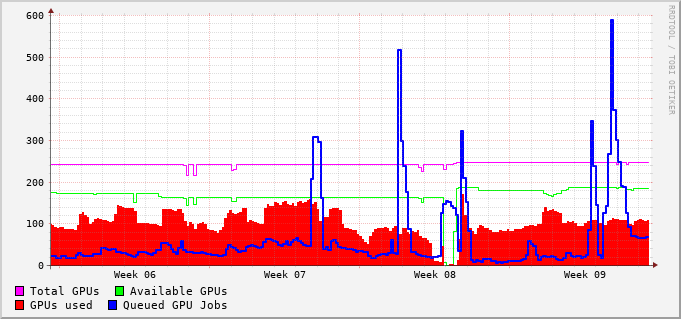 600
500
400
300
200
100
0
Week 06 Week 07 Week 08 Week 09
Total GPUs Available GPUs
GPUs used Queued GPU Jobs
RRDTOOL / TOBI OETIKER